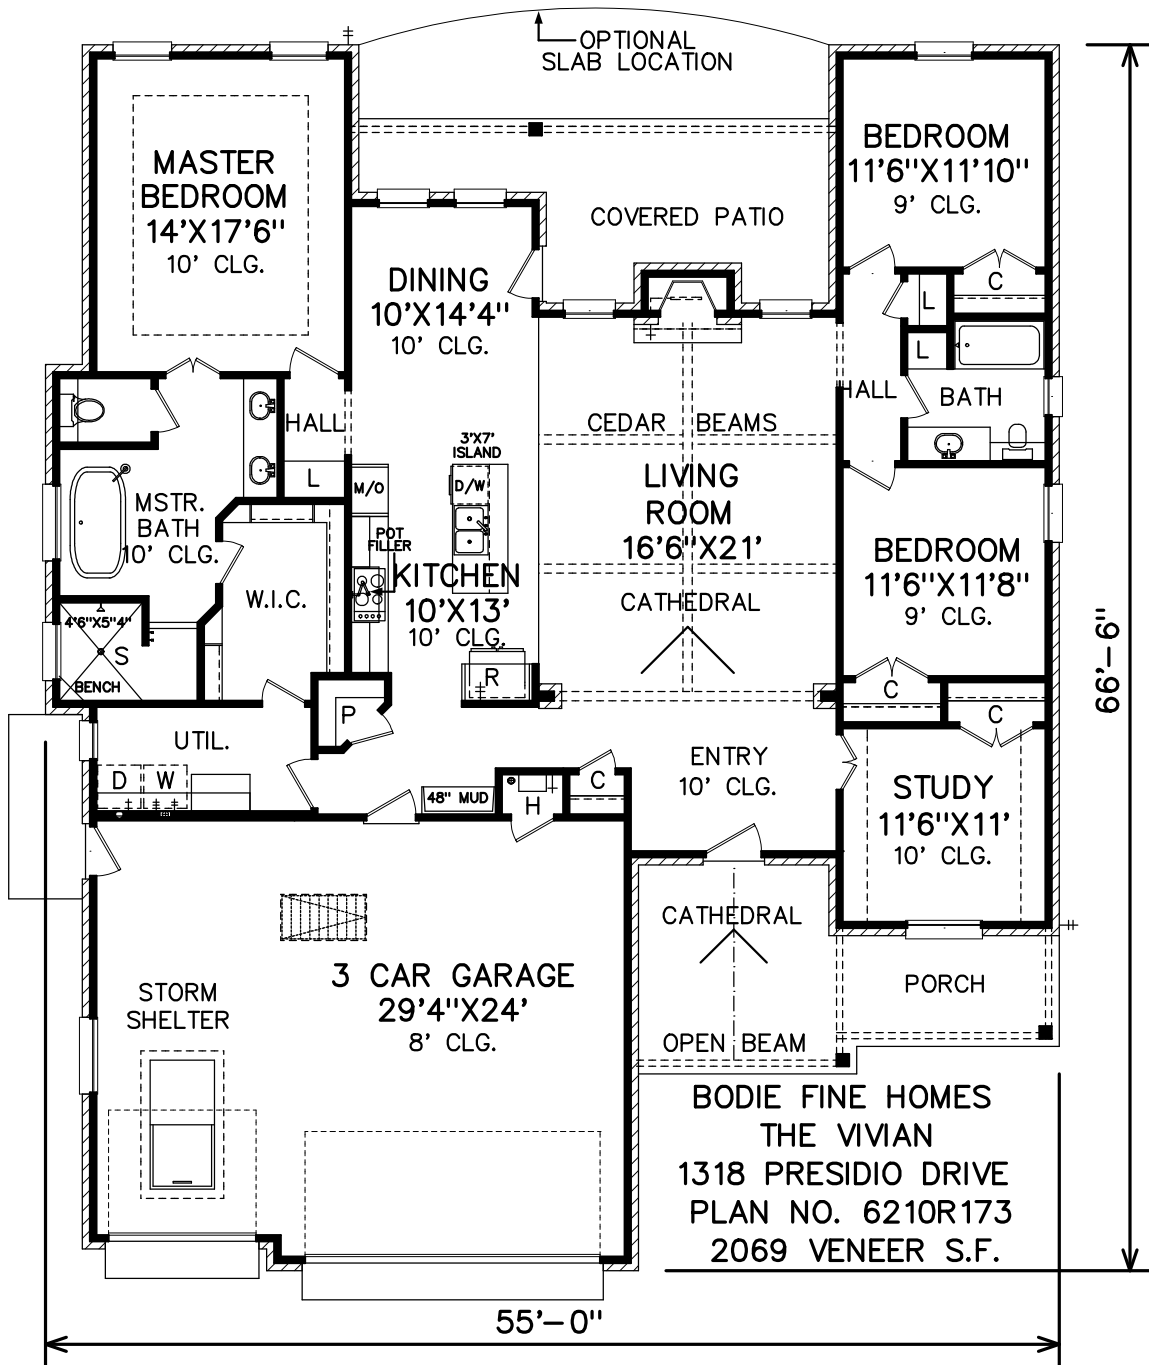 OPTIONAL
SLAB LOCATION
MASTER
BEDROOM
14'X17'6"
10' CLG.
COVERED PATIO
BEDROOM
11'6"X11'10"
9' CLG.
DINING
10'X14'4"
10' CLG.
C
L
L
HALL
BATH
HALL
L
CEDAR BEAMS
3'X7'
ISLAND
D/W
M/O
LIVING
ROOM
16'6"X21'
CATHEDRAL
MSTR.
BATH
10' CLG.
POT
FILLER
KITCHEN
10'X13'
10' CLG.
R
W.I.C.
4'6"X5'4"
S
BENCH
BEDROOM
11'6"X11'8"
9' CLG.
C
C
P
UTIL.
D
W
48" MUD
H
C
ENTRY
10' CLG.
STUDY
11'6"X11'
10' CLG.
CATHEDRAL
OPEN BEAM
PORCH
3 CAR GARAGE
29'4"X24'
8' CLG.
STORM
SHELTER
66'-6"
BODIE FINE HOMES
THE VIVIAN
1318 PRESIDIO DRIVE
PLAN NO. 6210R173
2069 VENEER S.F.
55'-0"